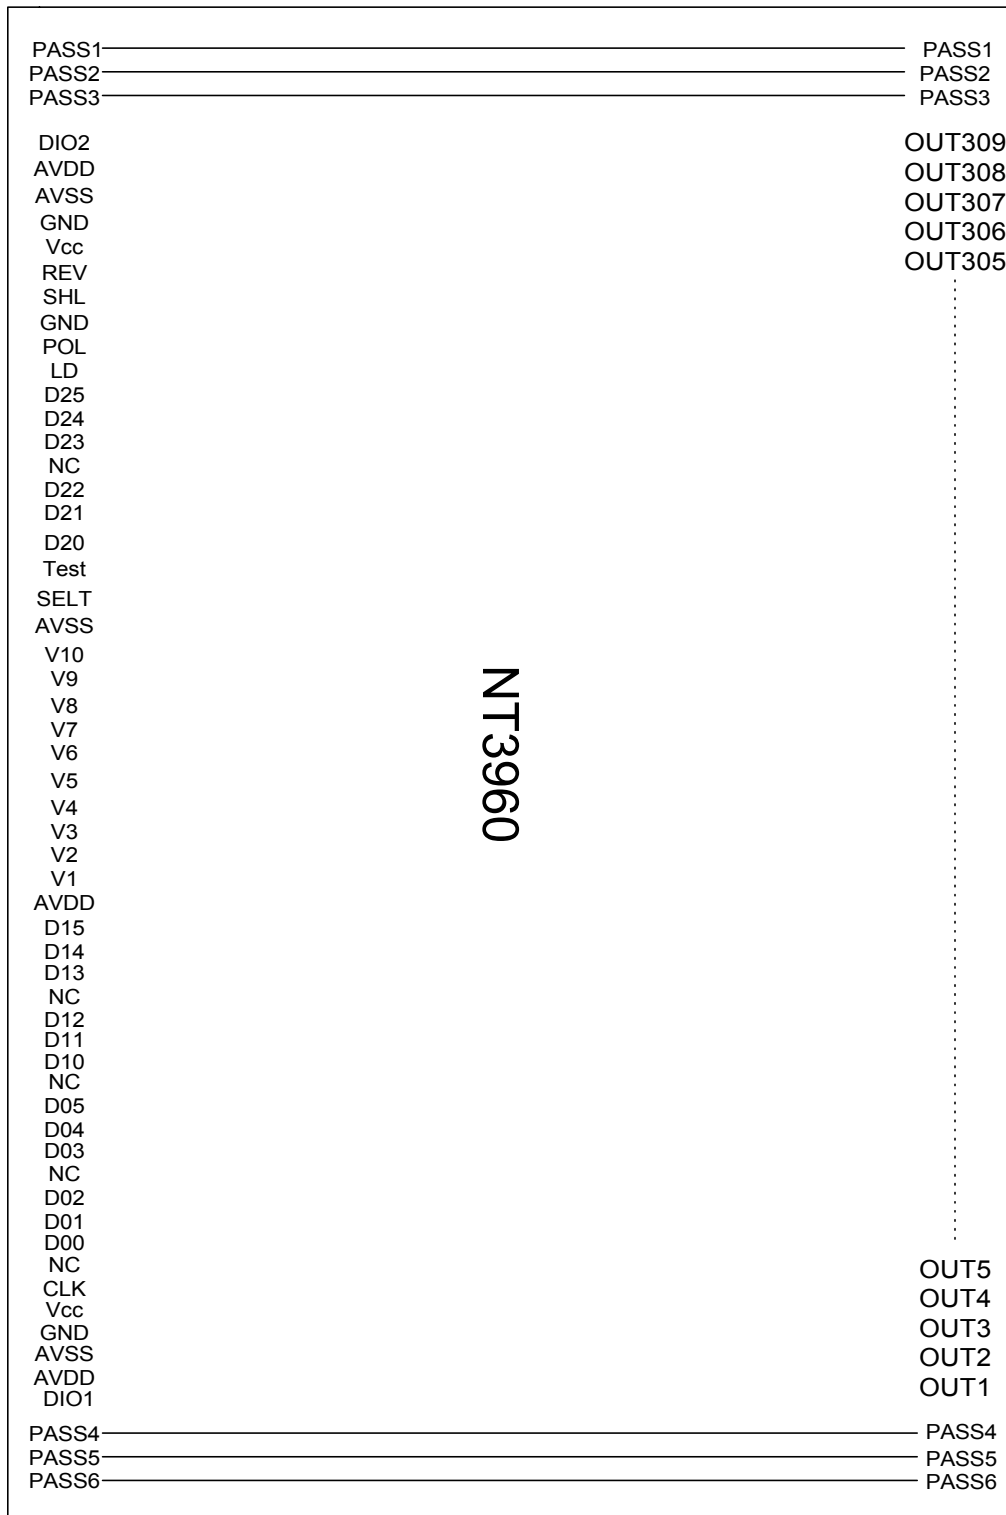 PASS1 PASS1
PASS2 PASS2
PASS3 PASS3
DIO2 OUT309
AVDD OUT308
AVSS OUT307
GND OUT306
Vcc OUT305
REV
SHL
GND
POL
LD
D25
D24
D23
NC
D22
D21
D20
Test
SELT
AVSS
V10
V9
V8
V7
V6
V5
V4
V3
V2
V1
NT3960
AVDD
D15
D14
D13
NC
D12
D11
D10
NC
D05
D04
D03
NC
D02
D01
D00
NC OUT5
CLK OUT4
Vcc
GND OUT3
AVSS OUT2
AVDD OUT1
DIO1
PASS4 PASS4
PASS5 PASS5
PASS6 PASS6